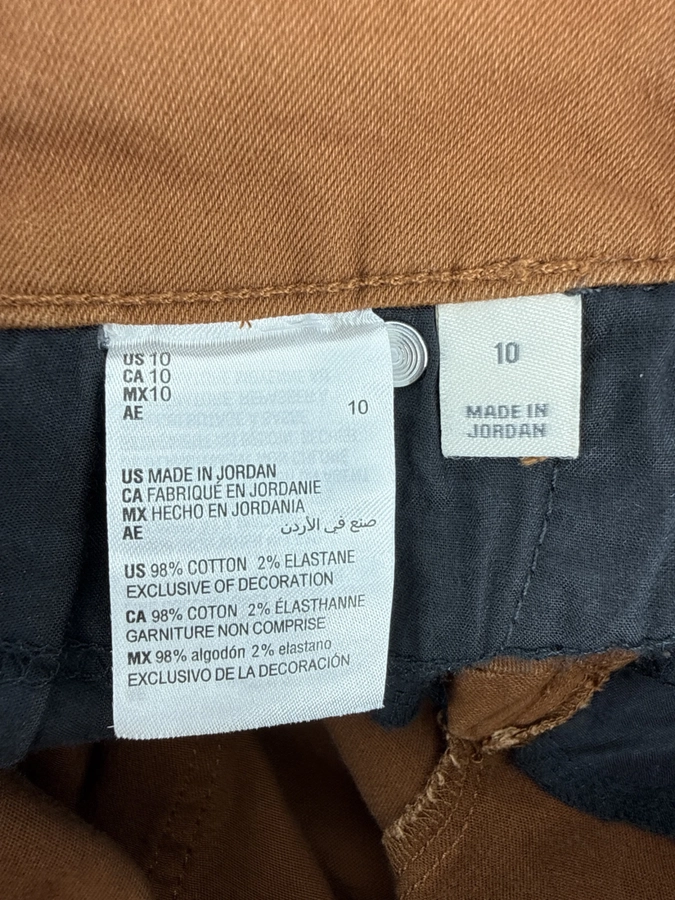 US 10
CA 10
MX10
AE 10
US MADE IN JORDAN
CA FABRIQUÉ EN JORDANIE
MX HECHO EN JORDANIA
AE صنع في الأردن
US 98% COTTON 2% ELASTANE
EXCLUSIVE OF DECORATION
CA 98% COTON 2% ÉLASTHANNE
GARNITURE NON COMPRISE
MX 98% algodón 2% elastano
EXCLUSIVO DE LA DECORACIÓN
10
MADE IN
JORDAN